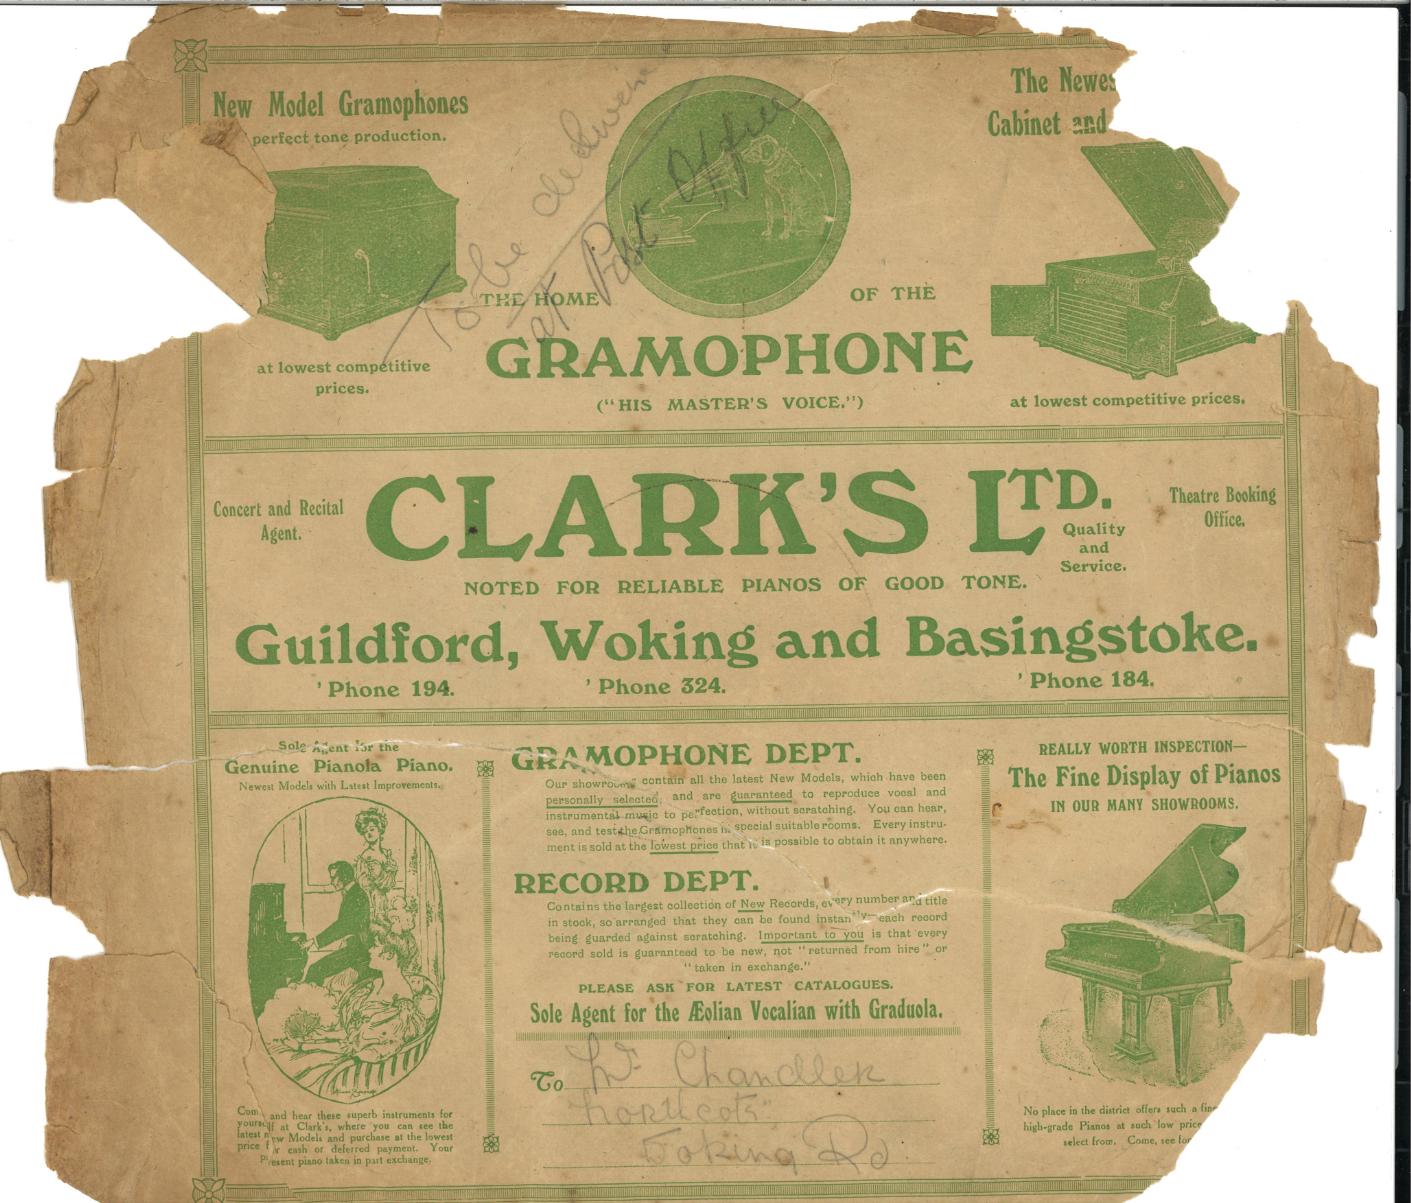 New Model Gramophones
perfect tone production.
at lowest competitive
prices.
To be delivered
at Post Office
THE HOME OF THE
GRAMOPHONE
("HIS MASTER'S VOICE.")
The Newes
Cabinet and
at lowest competitive prices.
Concert and Recital
Agent.
CLARK'S LTD.
Quality
and
Service.
Theatre Booking
Office.
NOTED FOR RELIABLE PIANOS OF GOOD TONE.
Guildford, Woking and Basingstoke.
'Phone 194. 'Phone 324. 'Phone 184.
Sole Agent for the
Genuine Pianola Piano.
Newest Models with Latest Improvements.
Com and hear these superb instruments for
yourself at Clark's, where you can see the
latest new Models and purchase at the lowest
price for cash or deferred payment. Your
Present piano taken in part exchange.
GRAMOPHONE DEPT.
Our showrooms contain all the latest New Models, which have been
personally selected, and are guaranteed to reproduce vocal and
instrumental music to perfection, without scratching. You can hear,
see, and test the Gramophones in special suitable rooms. Every instru-
ment is sold at the lowest price that it is possible to obtain it anywhere.
RECORD DEPT.
Contains the largest collection of New Records, every number and title
in stock, so arranged that they can be found instantly—each record
being guarded against scratching. Important to you is that every
record sold is guaranteed to be new, not "returned from hire" or
"taken in exchange."
PLEASE ASK FOR LATEST CATALOGUES.
Sole Agent for the Æolian Vocalian with Graduola.
To Chandler
Northcote
Woking Rd
REALLY WORTH INSPECTION—
The Fine Display of Pianos
IN OUR MANY SHOWROOMS.
No place in the district offers such a fine
high-grade Pianos at such low price
select from. Come, see for